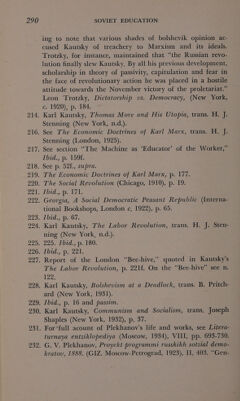 290 SOVIET EDUCATION
ing to note that various shades of bolshevik opinion ac-
cused Kautsky of treachery to Marxism and its ideals.
Trotzky, for instance, maintained that "the Russian revo-
lution finally slew Kautsky. By all his previous development,
scholarship in theory of passivity, capitulation and fear in
the face of revolutionary action he was placed in a hostile
attitude towards the November victory of the proletariat."
Leon Trotzky, Dictatorship vs. Democracy, (New York,
c. 1920), p. 184.
214. Karl Kautsky, Thomas More and His Utopia, trans. H. J.
Stenning (New York, n.d.).
216. See The Economic Doctrines of Karl Marx, trans. H. J.
Stenning (London, 1925).
217. See section "The Machine as 'Educator' of the Worker,"
Ibid., p. 159ff.
218. See p. 52f., supra.
219. The Economic Doctrines of Karl Marx, p. 177.
220. The Social Revolution (Chicago, 1910), p. 19.
221. Ibid., p. 171.
222. Georgia, A Social Democratic Peasant Republic (Interna-
tional Bookshops, London c. 1922), p. 65.
223. Ibid., p. 67.
224. Karl Kautsky, The Labor Revolution, trans. H. J. Sten-
ning (New York, n.d.).
225. 225. Ibid., p. 180.
226. Ibid., p. 221.
227. Report of the London "Bee-hive," quoted in Kautsky's
The Labor Revolution, p. 221f. On the "Bee-hive" see n.
122.
228. Karl Kautsky, Bolshevism at a Deadlock, trans. B. Pritch-
ard (New York, 1931).
229. Ibid., p. 16 and passim.
230. Karl Kautsky, Communism and Socialism, trans. Joseph
Shaples (New York, 1932), p. 37.
231. For full acount of Plekhanov's life and works, see Litera-
turnaya entsiklopediya (Moscow, 1934), VIII, pp. 693-730.
232. G. V. Plekhanov, Proyekt programmi russkikh sotsial demo-
kratov, 1888. (GIZ. Moscow-Petrograd, 1923), II, 403. "Gen-